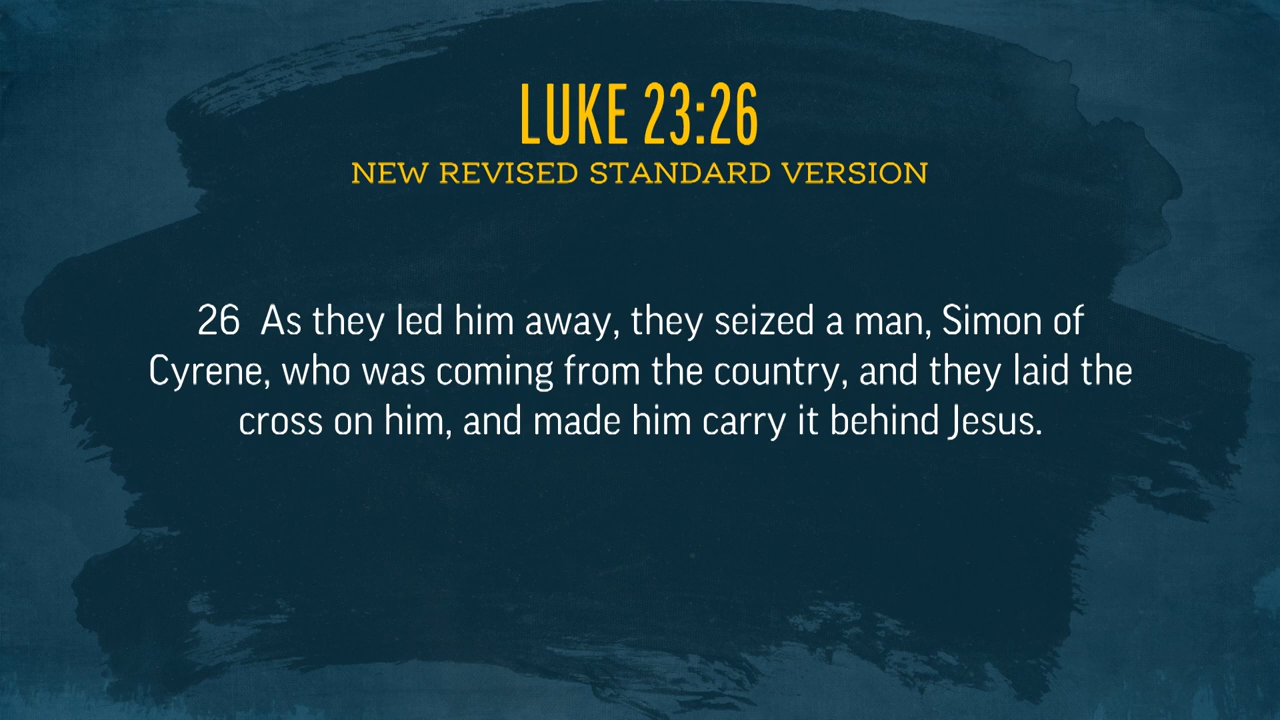 LUKE 23:26
NEW REVISED STANDARD VERSION
26  As they led him away, they seized a man, Simon of
Cyrene, who was coming from the country, and they laid the
cross on him, and made him carry it behind Jesus.